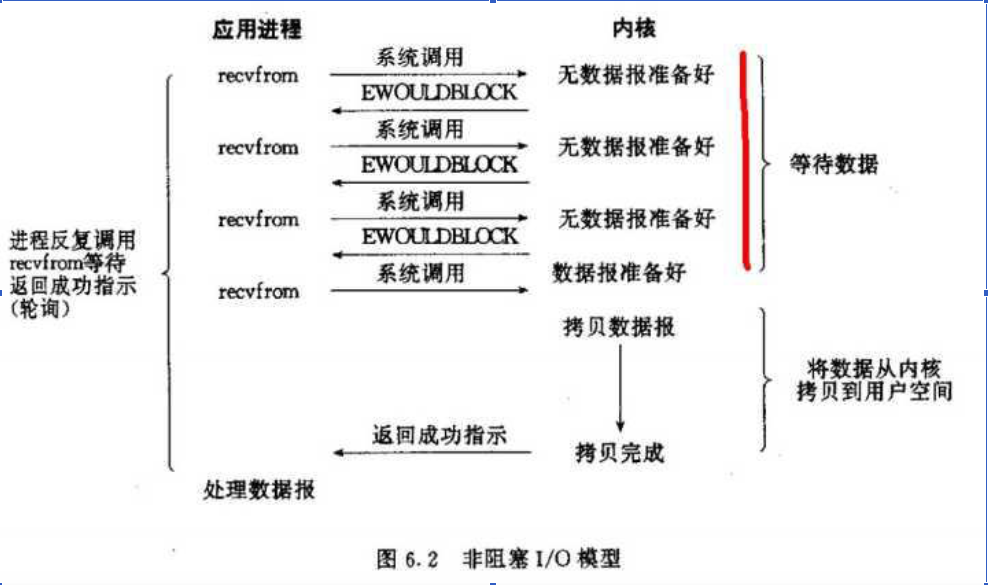 应用进程
内核
recvfrom
系统调用
无数据报准备好
EWOULDBLOCK
recvfrom
系统调用
无数据报准备好
EWOULDBLOCK
等待数据
recvfrom
系统调用
无数据报准备好
EWOULDBLOCK
进程反复调用
recvfrom等待
返回成功指示
(轮询)
recvfrom
系统调用
数据报准备好
拷贝数据报
将数据从内核
拷贝到用户空间
返回成功指示
拷贝完成
处理数据报
图 6.2 非阻塞 I/O 模型